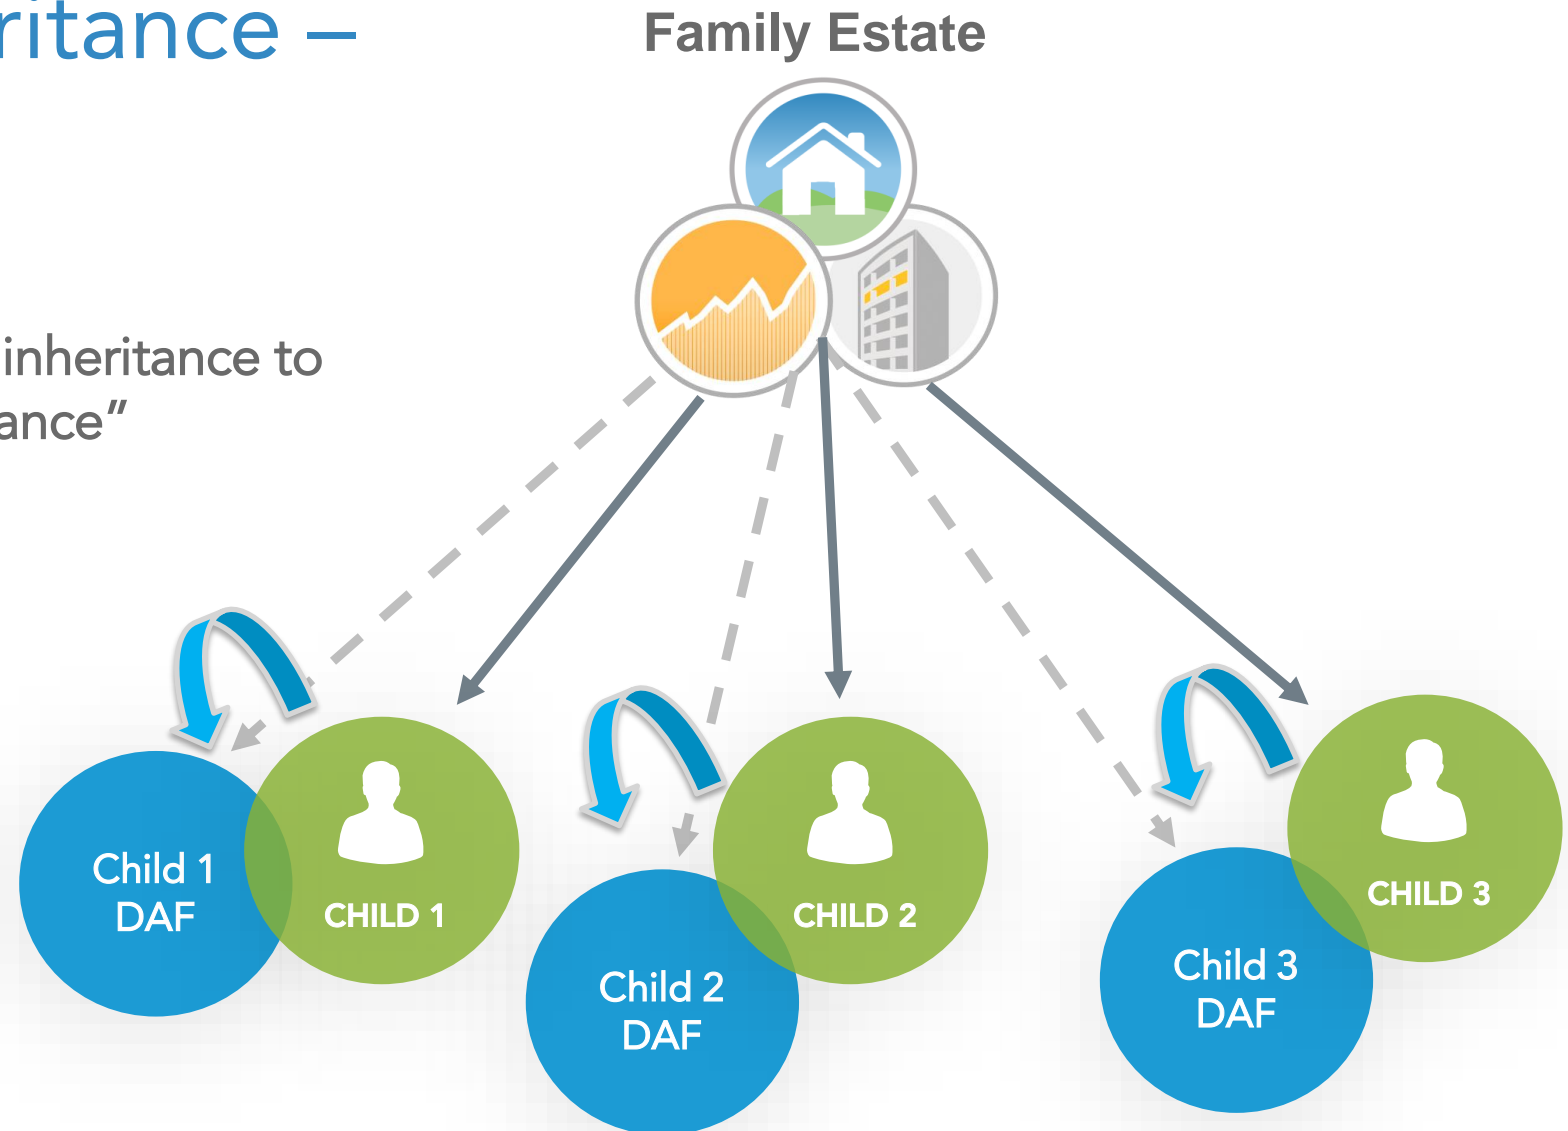 ritance –
Family Estate
inheritance to
ance”
Child 1
DAF
CHILD 1
Child 2
DAF
CHILD 2
Child 3
DAF
CHILD 3